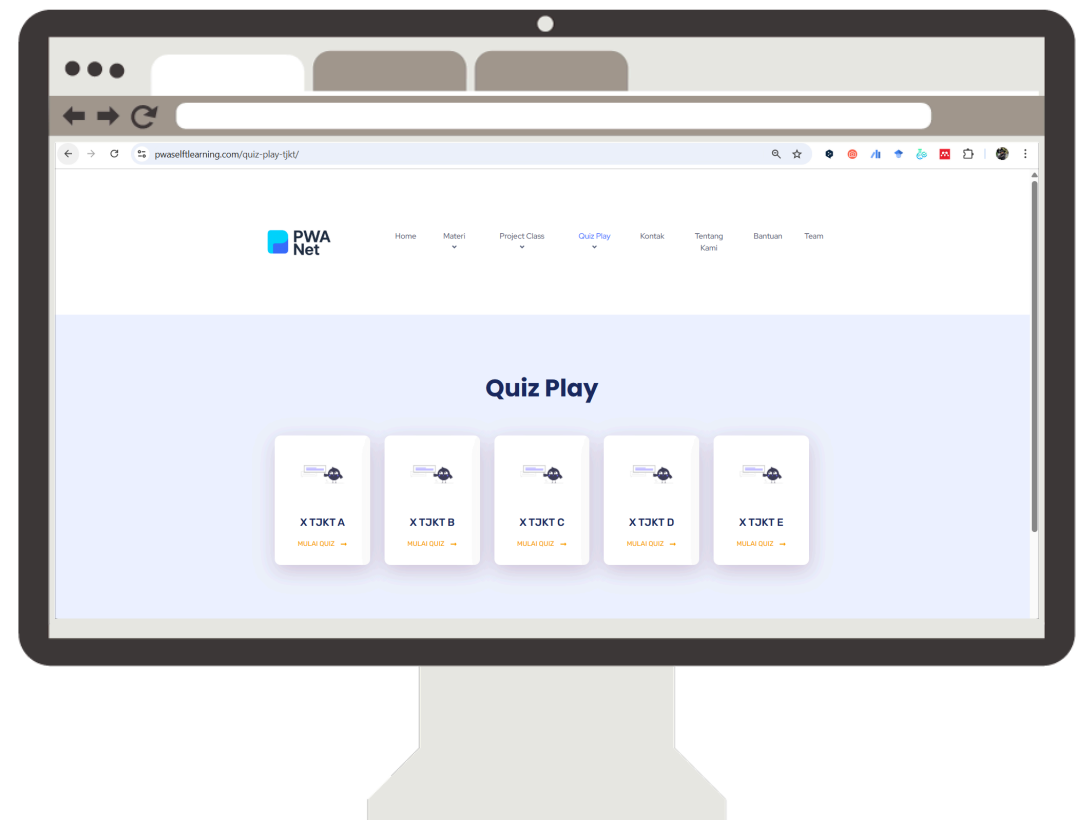 pwaselftlearning.com/quiz-play-tjkt/
PWA
Net
Home
Materi
Project Class
Quiz Play
Kontak
Tentang
Kami
Bantuan
Team
Quiz Play
X TJKT A
MULAI QUIZ
X TJKT B
MULAI QUIZ
X TJKT C
MULAI QUIZ
X TJKT D
MULAI QUIZ
X TJKT E
MULAI QUIZ